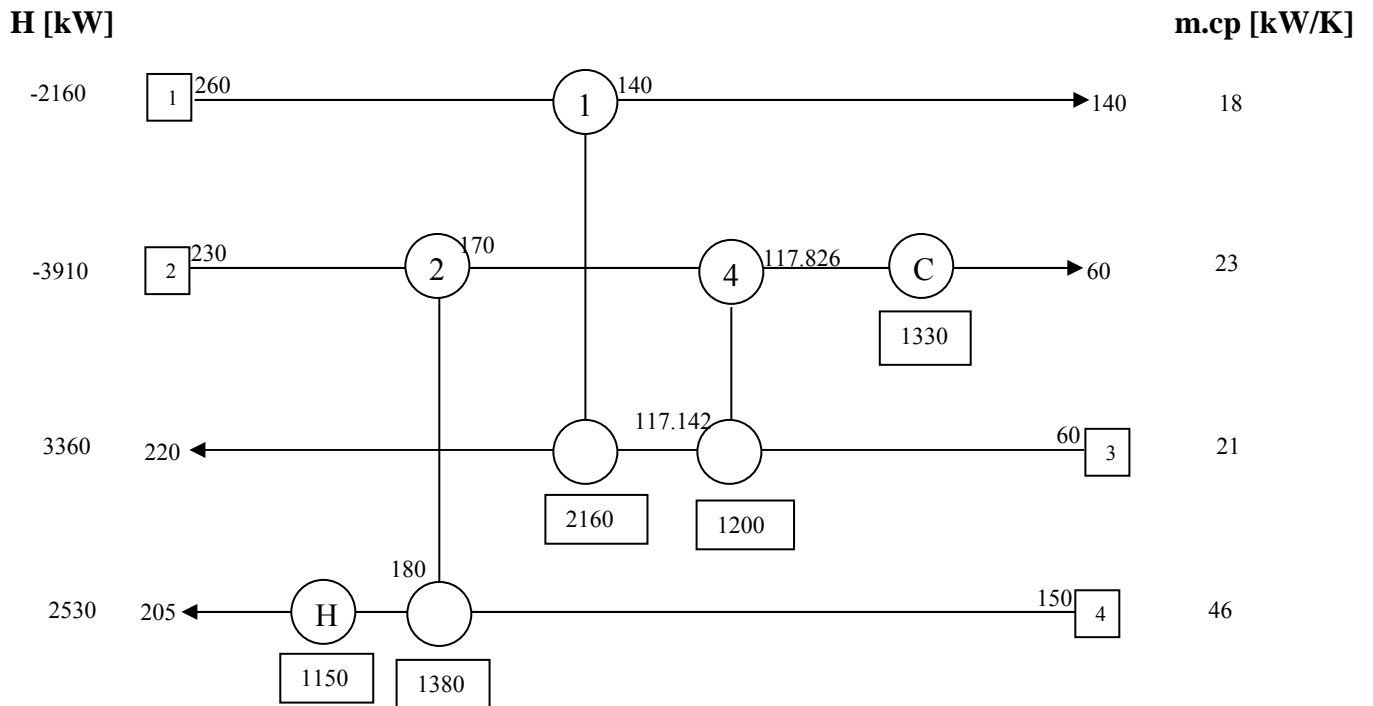 H [kW] m.cp [kW/K]
-2160 1 260 1 140 140 18
-3910 2 230 2 170 4 117.826 C 60 23
1330
3360 220 117.142 60 3 21
2160 1200
2530 205 H 180 150 4 46
1150 1380